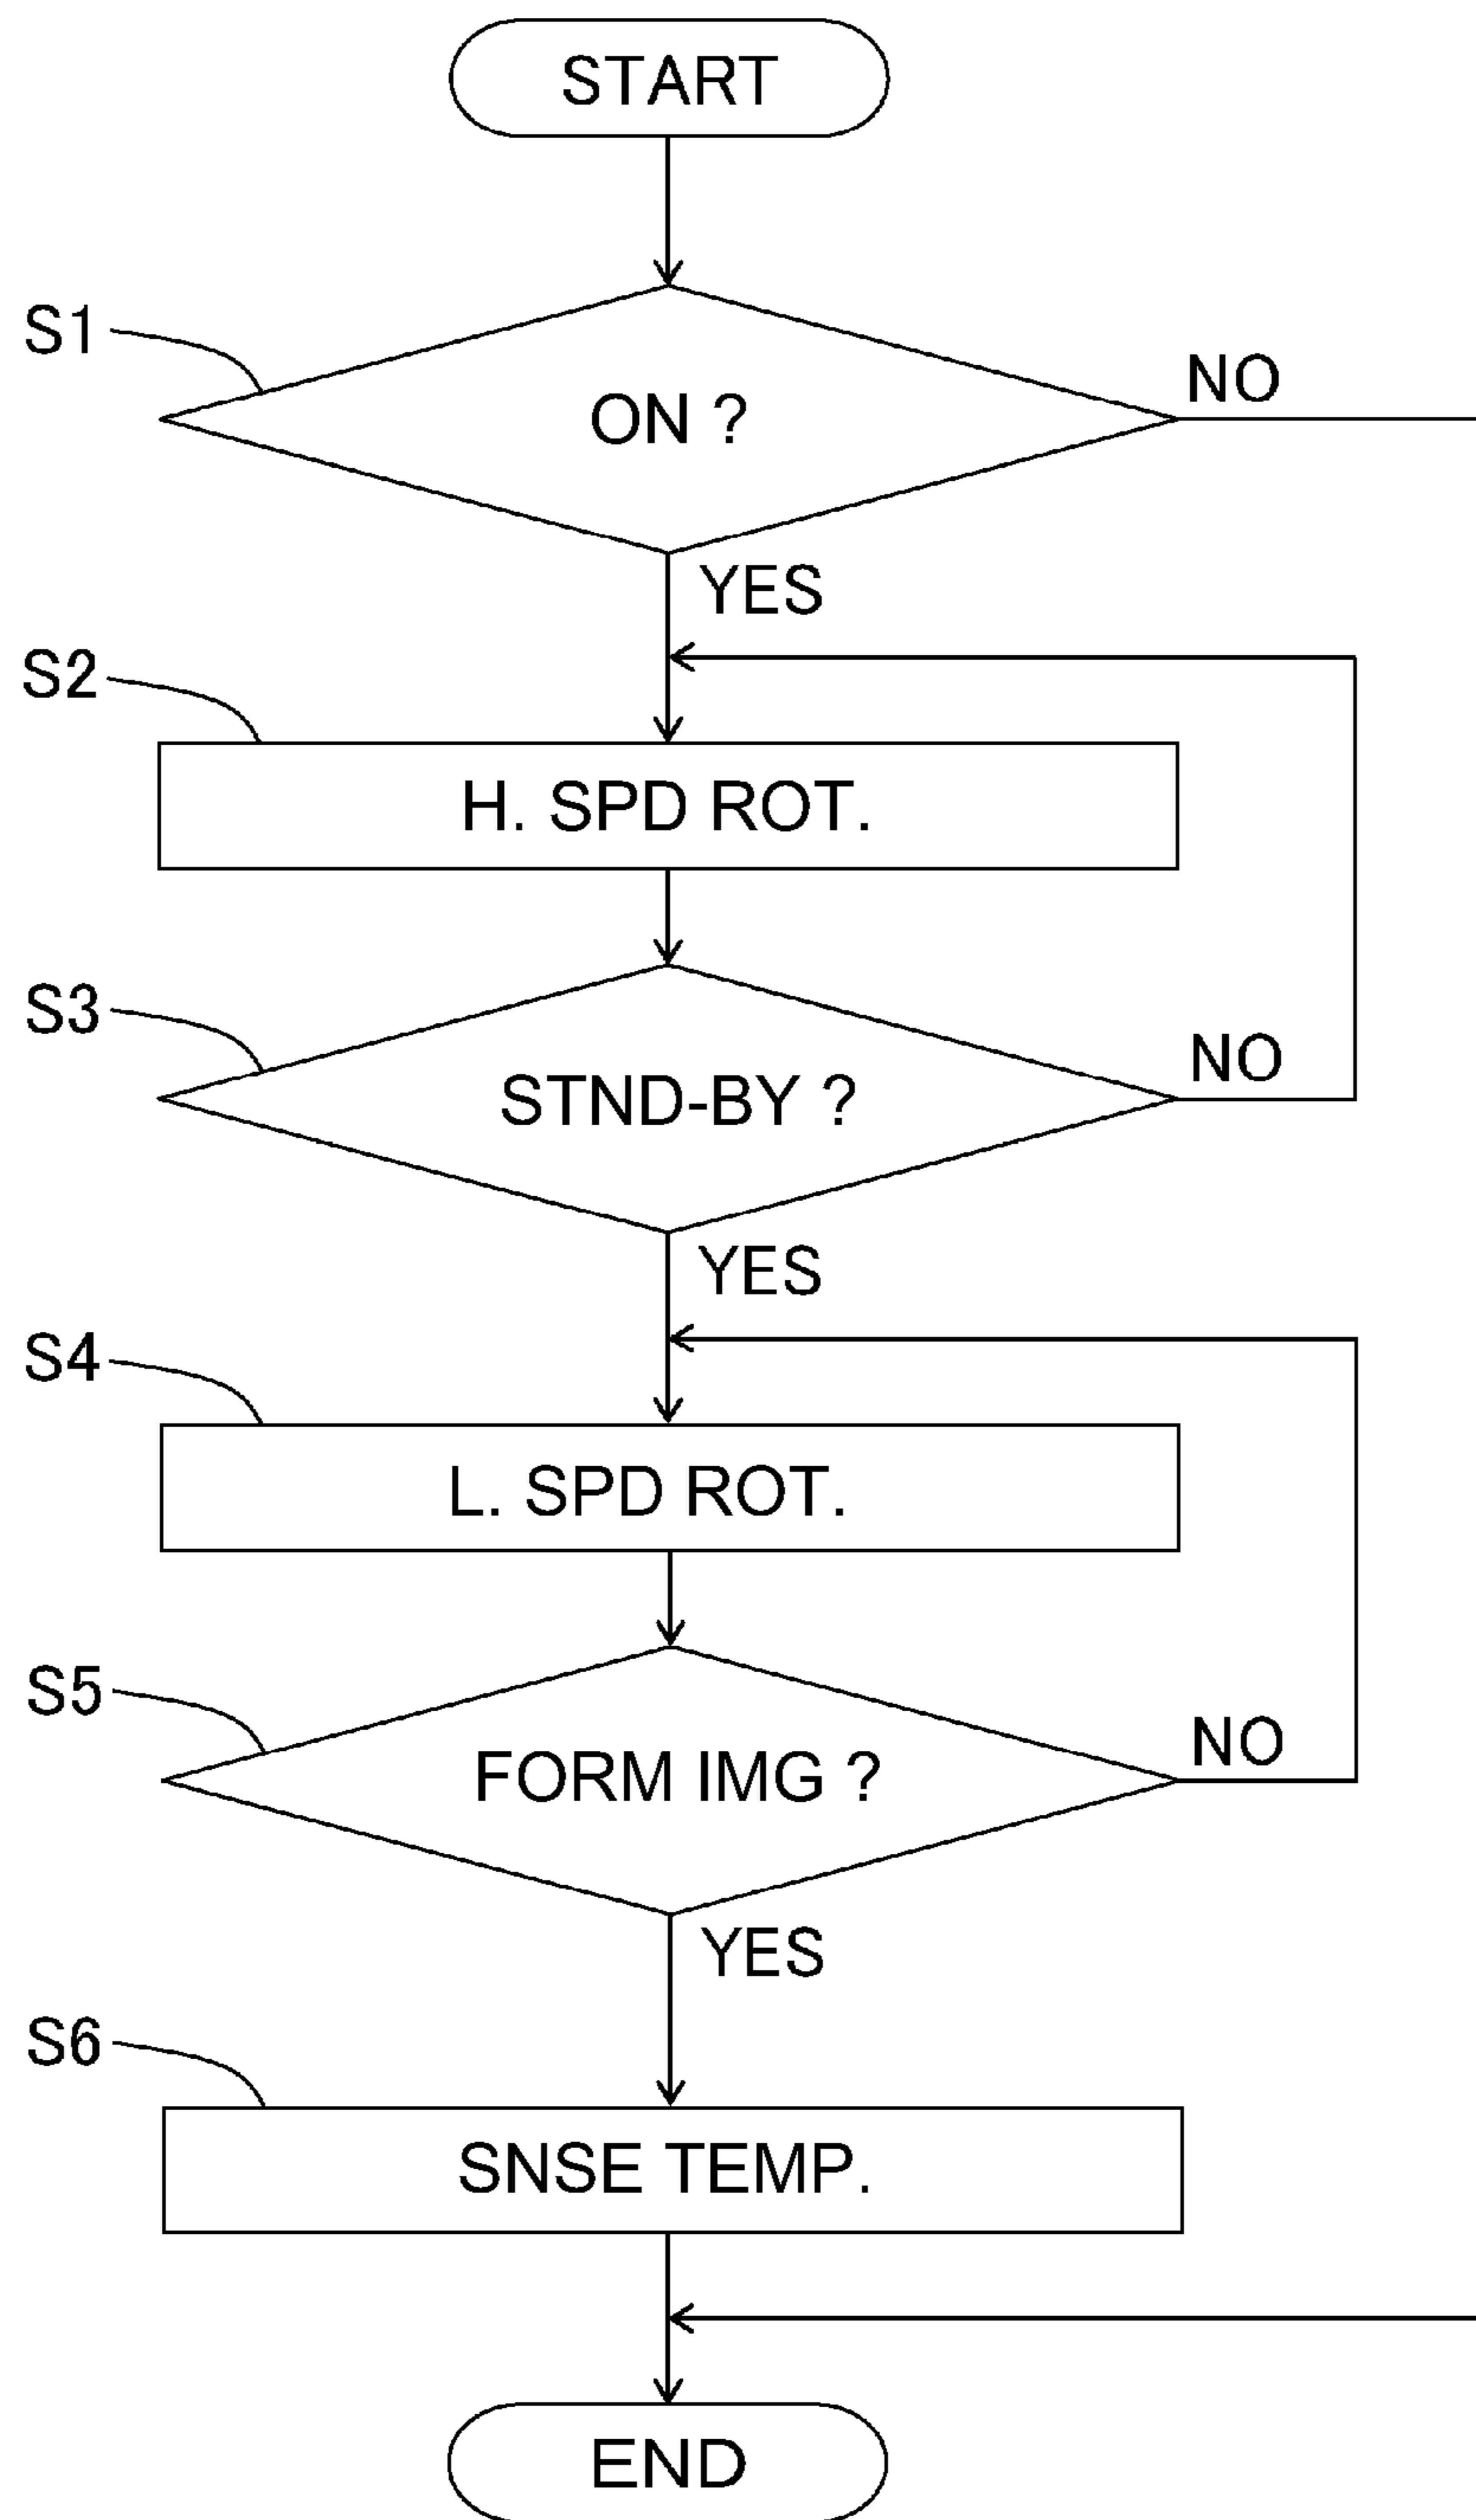 START
S1
ON ?
NO
YES
S2
H. SPD ROT.
S3
STND-BY ?
NO
YES
S4
L. SPD ROT.
S5
FORM IMG ?
NO
YES
S6
SNSE TEMP.
END